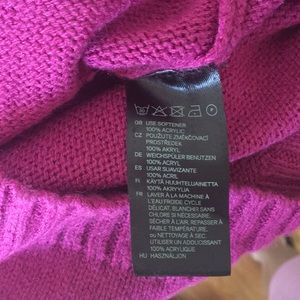 GB USE SOFTENER
100% ACRYLIC
CZ POUŽIJTE ZMĚKČOVACÍ
PROSTŘEDEK
100% AKRYL
DE WEICHSPÜLER BENUTZEN
100% ACRYL
ES USAR SUAVIZANTE
100% ACRIL
FI KÄYTÄ HUUHTELUAINETTA
100% AKRYYLIA
FR LAVER À LA MACHINE À
L'EAU FROIDE CYCLE
DÉLICAT, BLANCHIR SANS
CHLORE SI NÉCESSAIRE,
SÉCHER À L'AIR, REPASSER À
FAIBLE TEMPÉRATURE,
OU NETTOYAGE À SEC.
UTILISER UN ADOUCISSANT
100% ACRYLIQUE
HU HASZNÁLJON